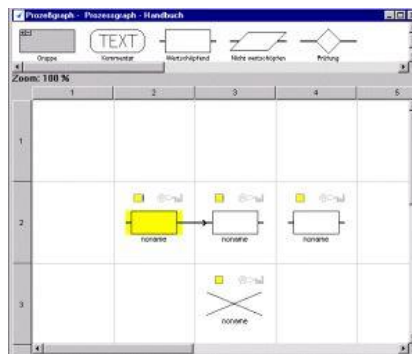 Prozeßgraph - Prozessgraph - Handbuch
TEXT
Gruppe Kommentar Wertschöpfend Nicht wertschöpfen Prüfung
Zoom: 100 %
1 2 3 4 5
1
2
noname noname noname
3
noname